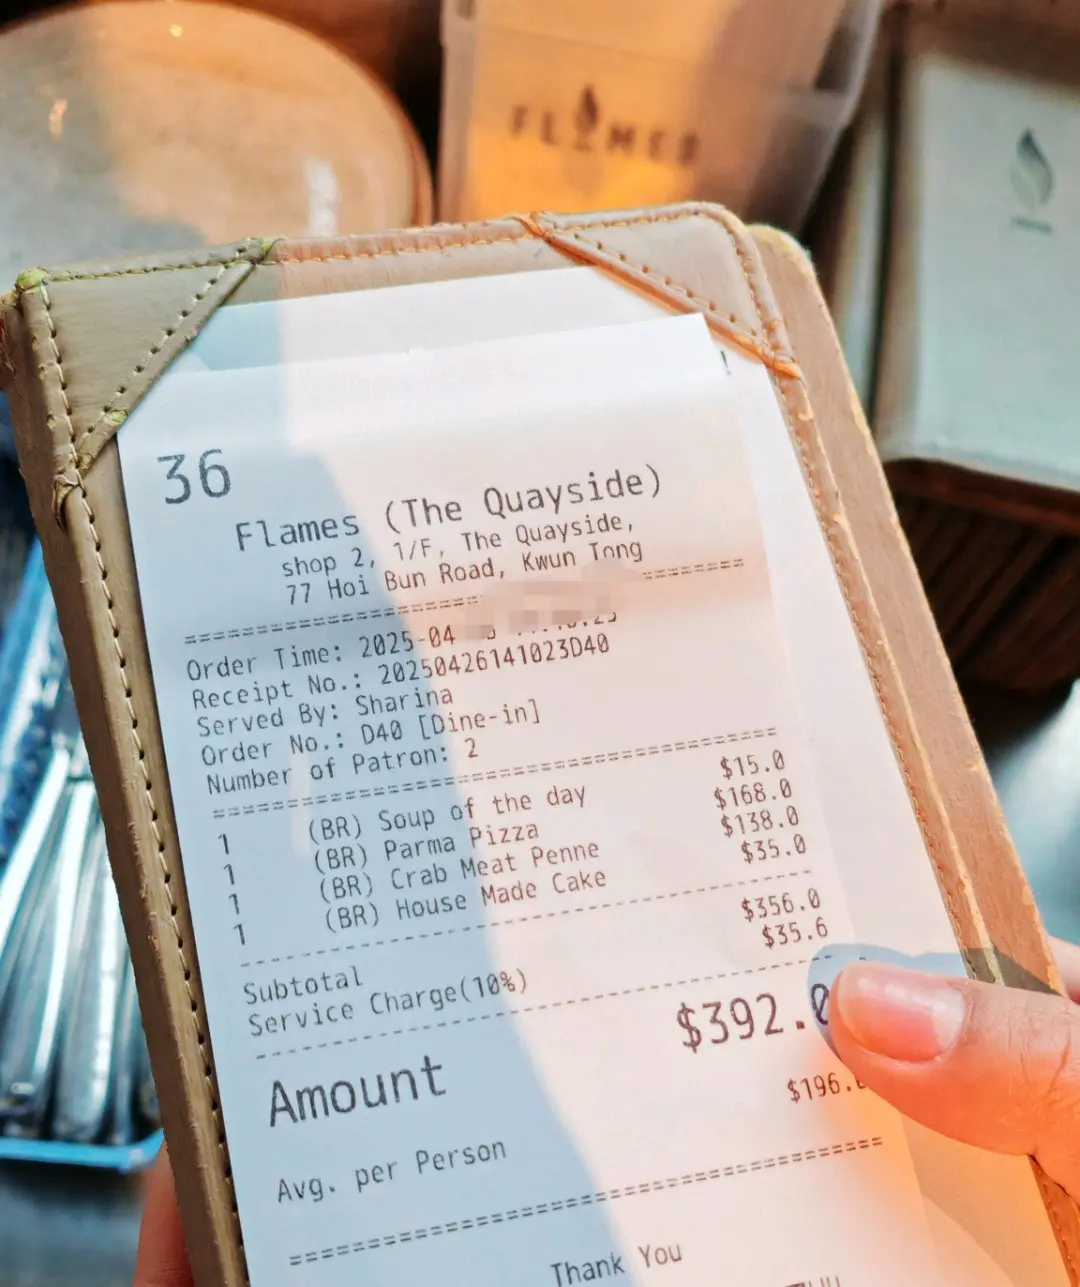 FLAMES
36
Flames (The Quayside)
shop 2, 1/F, The Quayside,
77 Hoi Bun Road, Kwun Tong
Order Time: 2025-04
Receipt No.: 20250426141023D40
Served By: Sharina
Order No.: D40 [Dine-in]
Number of Patron: 2
1 (BR) Soup of the day $15.0
1 (BR) Parma Pizza $168.0
1 (BR) Crab Meat Penne $138.0
1 (BR) House Made Cake $35.0
Subtotal $356.0
Service Charge(10%) $35.6
Amount $392.0
Avg. per Person $196.
Thank You